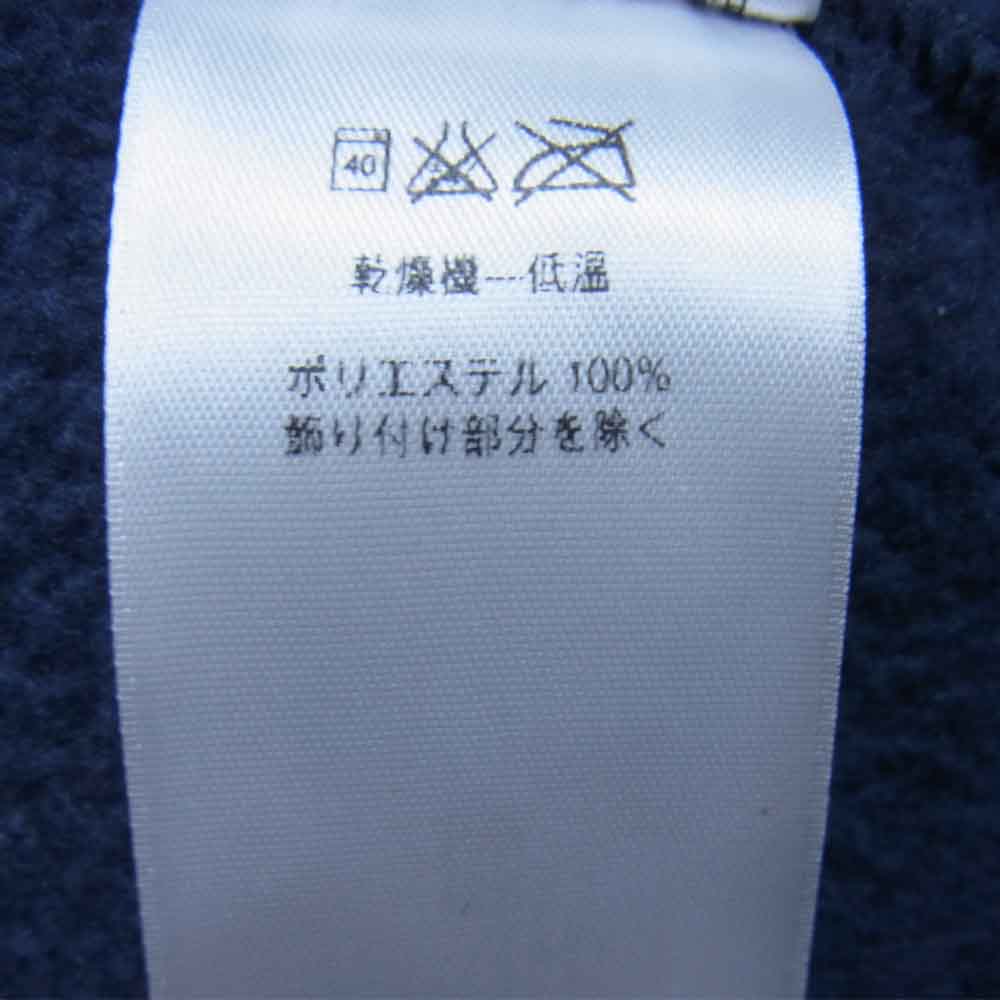 40
乾燥機---低温
ポリエステル 100%
飾り付け部分を除く